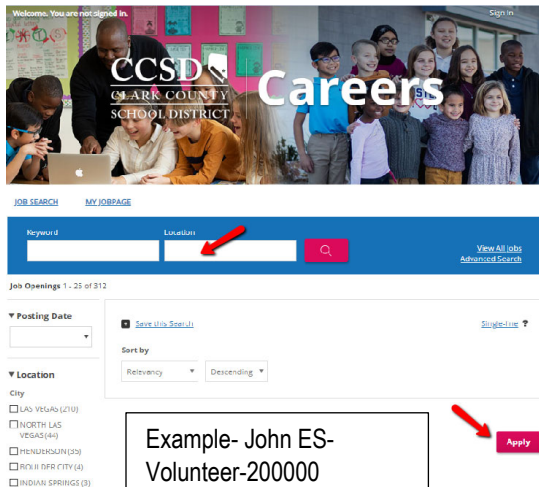 Welcome. You are not signed in.
Sign In
CCSD
CLARK COUNTY
SCHOOL DISTRICT
Careers
JOB SEARCH MY JOBPAGE
Keyword Location
View All Jobs
Advanced Search
Job Openings 1 - 25 of 312
Posting Date
Save this Search
Single-line ?
Sort by
Relevancy Descending
Location
City
LAS VEGAS (210)
NORTH LAS
VEGAS (44)
HENDERSON (35)
BOULDER CITY (4)
INDIAN SPRINGS (3)
Example- John ES-
Volunteer-200000
Apply